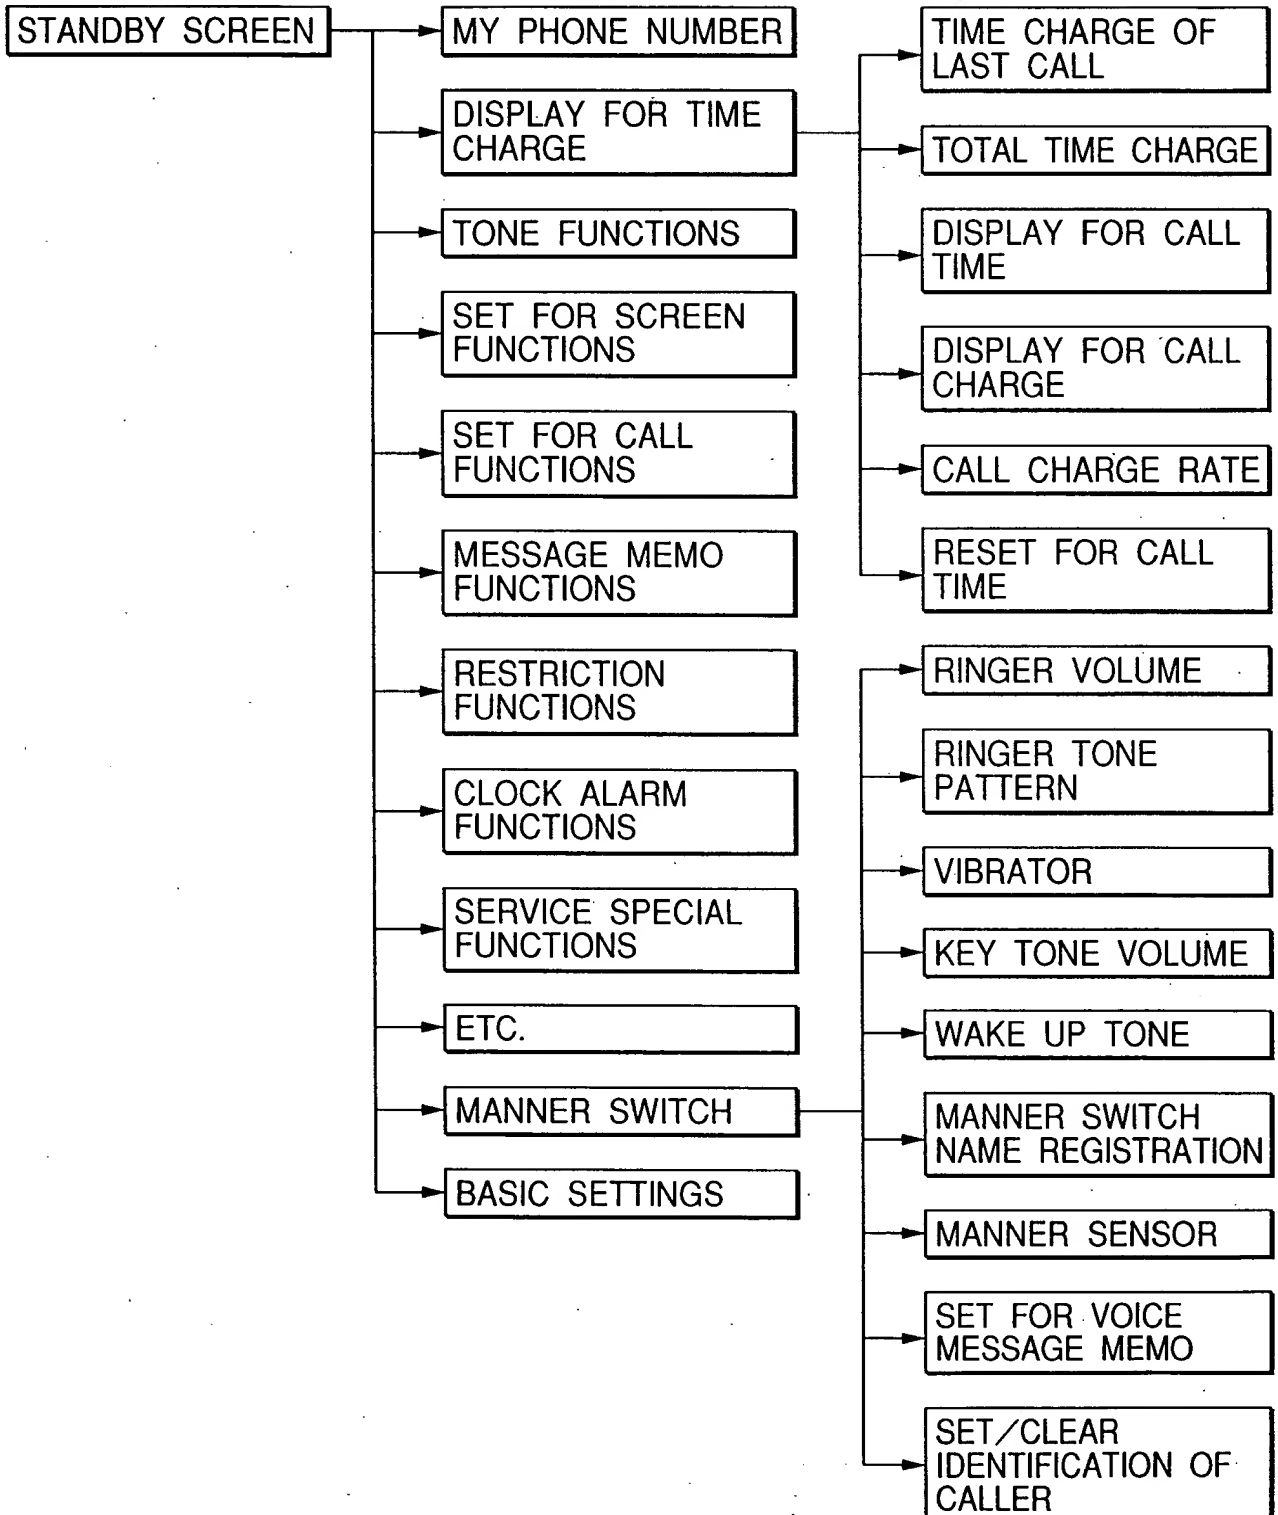 STANDBY SCREEN
MY PHONE NUMBER
DISPLAY FOR TIME
CHARGE
TONE FUNCTIONS
SET FOR SCREEN
FUNCTIONS
SET FOR CALL
FUNCTIONS
MESSAGE MEMO
FUNCTIONS
RESTRICTION
FUNCTIONS
CLOCK ALARM
FUNCTIONS
SERVICE SPECIAL
FUNCTIONS
ETC.
MANNER SWITCH
BASIC SETTINGS
TIME CHARGE OF
LAST CALL
TOTAL TIME CHARGE
DISPLAY FOR CALL
TIME
DISPLAY FOR CALL
CHARGE
CALL CHARGE RATE
RESET FOR CALL
TIME
RINGER VOLUME
RINGER TONE
PATTERN
VIBRATOR
KEY TONE VOLUME
WAKE UP TONE
MANNER SWITCH
NAME REGISTRATION
MANNER SENSOR
SET FOR VOICE
MESSAGE MEMO
SET/CLEAR
IDENTIFICATION OF
CALLER